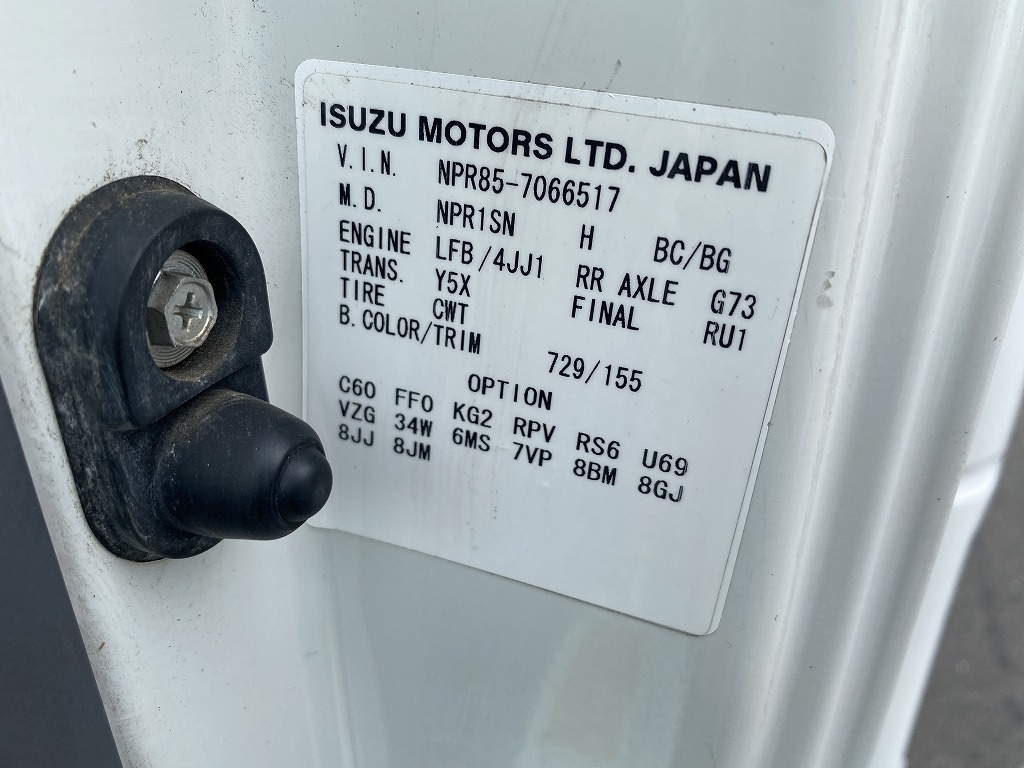 ISUZU MOTORS LTD. JAPAN
V.I.N. NPR85-7066517
M.D. NPR1SN H BC/BG
ENGINE LFB/4JJ1 RR AXLE G73
TRANS. Y5X FINAL RU1
TIRE CWT
B.COLOR/TRIM 729/155
OPTION
C60 FF0 KG2 RPV RS6 U69
VZG 34W 6MS 7VP 8BM 8GJ
8JJ 8JM